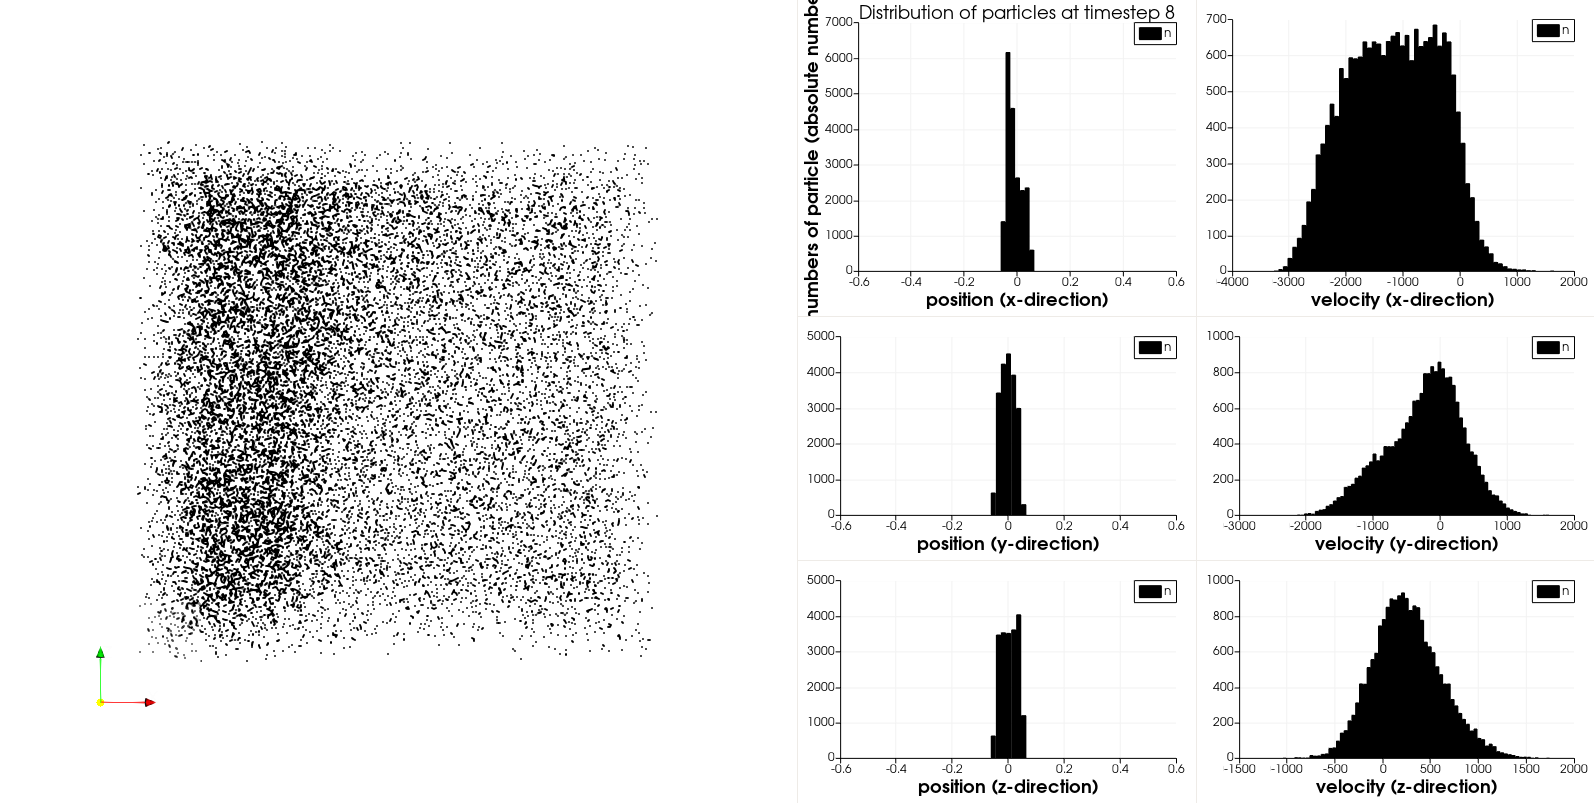 Distribution of particles at timestep 8
numbers of particle (absolute numbe
7000
6000
5000
4000
3000
2000
1000
0
-0.6 -0.4 -0.2 0 0.2 0.4 0.6
position (x-direction)
n
700
600
500
400
300
200
100
0
-4000 -3000 -2000 -1000 0 1000 2000
velocity (x-direction)
n
5000
4000
3000
2000
1000
0
-0.6 -0.4 -0.2 0 0.2 0.4 0.6
position (y-direction)
n
1000
800
600
400
200
0
-3000 -2000 -1000 0 1000 2000
velocity (y-direction)
n
5000
4000
3000
2000
1000
0
-0.6 -0.4 -0.2 0 0.2 0.4 0.6
position (z-direction)
n
1000
800
600
400
200
0
-1500 -1000 -500 0 500 1000 1500 2000
velocity (z-direction)
n